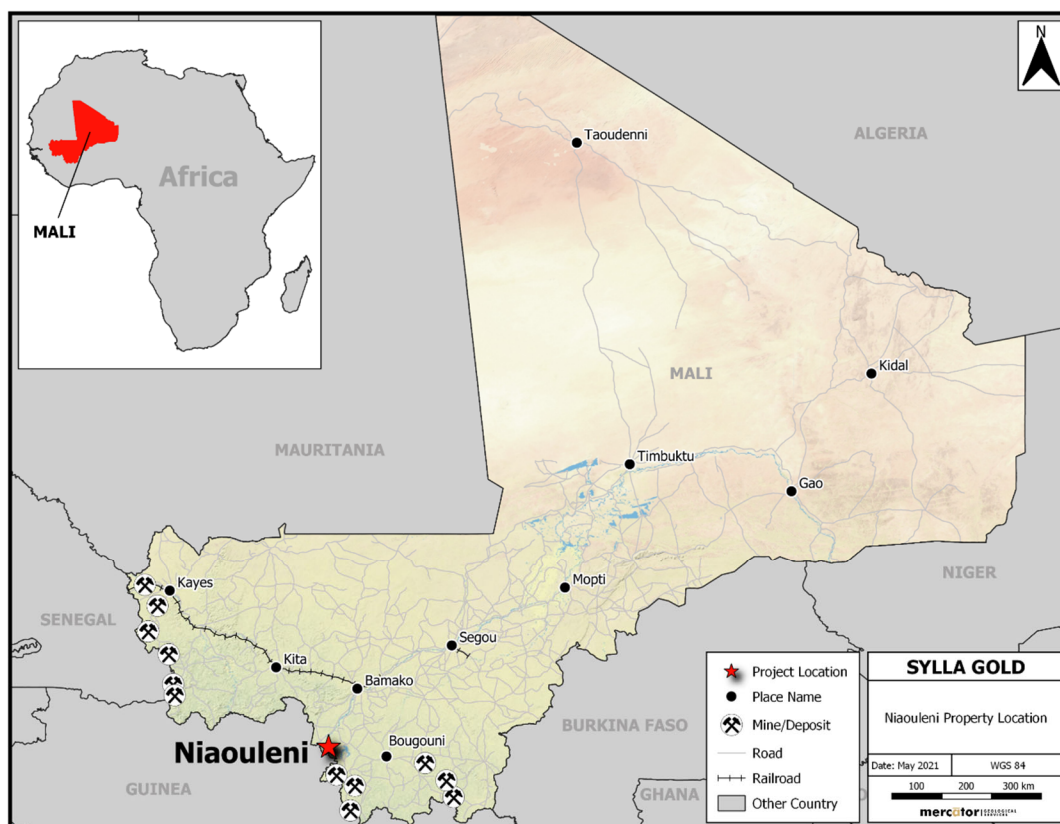 N
Africa
MALI
Taoudenni
ALGERIA
Kidal
MALI
MAURITANIA
Timbuktu
Gao
NIGER
Mopti
Kayes
SENEGAL
Segou
Kita
Bamako
Bougouni
Niaouleni
BURKINA FASO
GUINEA
GHANA
Project Location
Place Name
Mine/Deposit
Road
Railroad
Other Country
SYLLA GOLD
Niaouleni Property Location
Date: May 2021
WGS 84
100 200 300 km
mercator GEOLOGICAL SERVICES